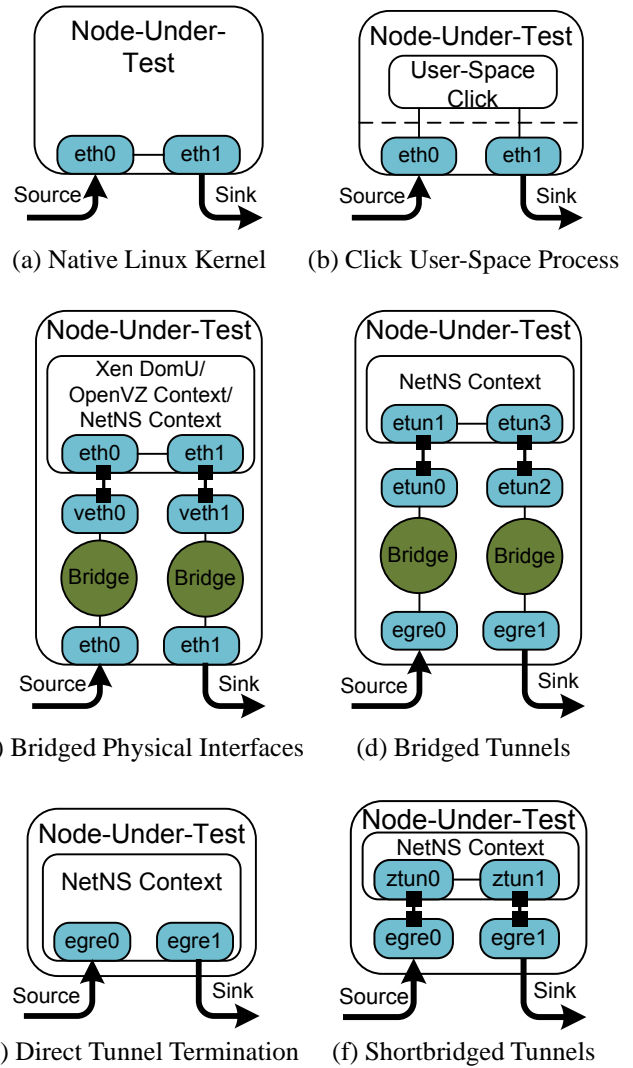 Node-Under-
Test
eth0
eth1
Source
Sink
(a) Native Linux Kernel
Node-Under-Test
User-Space
Click
eth0
eth1
Source
Sink
(b) Click User-Space Process
Node-Under-Test
Xen DomU/
OpenVZ Context/
NetNS Context
eth0
eth1
veth0
veth1
Bridge
Bridge
eth0
eth1
Source
Sink
) Bridged Physical Interfaces
Node-Under-Test
NetNS Context
etun1
etun3
etun0
etun2
Bridge
Bridge
egre0
egre1
Source
Sink
(d) Bridged Tunnels
Node-Under-Test
NetNS Context
egre0
egre1
Source
Sink
) Direct Tunnel Termination
Node-Under-Test
NetNS Context
ztun0
ztun1
egre0
egre1
Source
Sink
(f) Shortbridged Tunnels